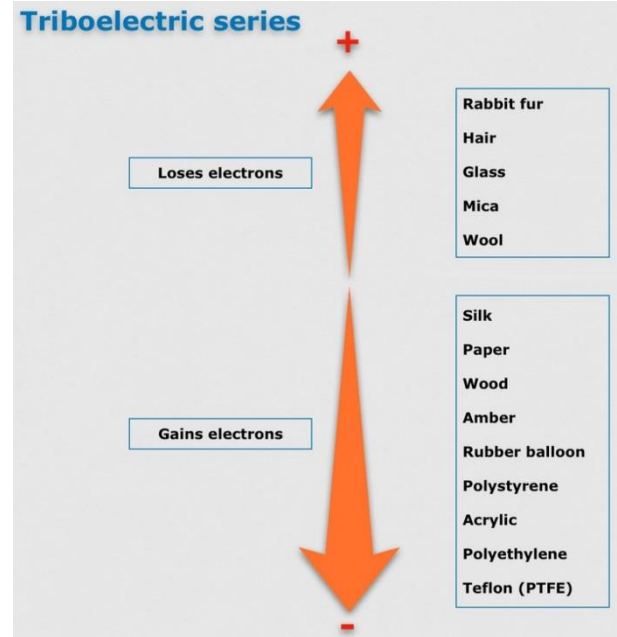 Triboelectric series
+
Rabbit fur
Hair
Loses electrons
Glass
Mica
Wool
Silk
Paper
Wood
Amber
Gains electrons
Rubber balloon
Polystyrene
Acrylic
Polyethylene
Teflon (PTFE)
-